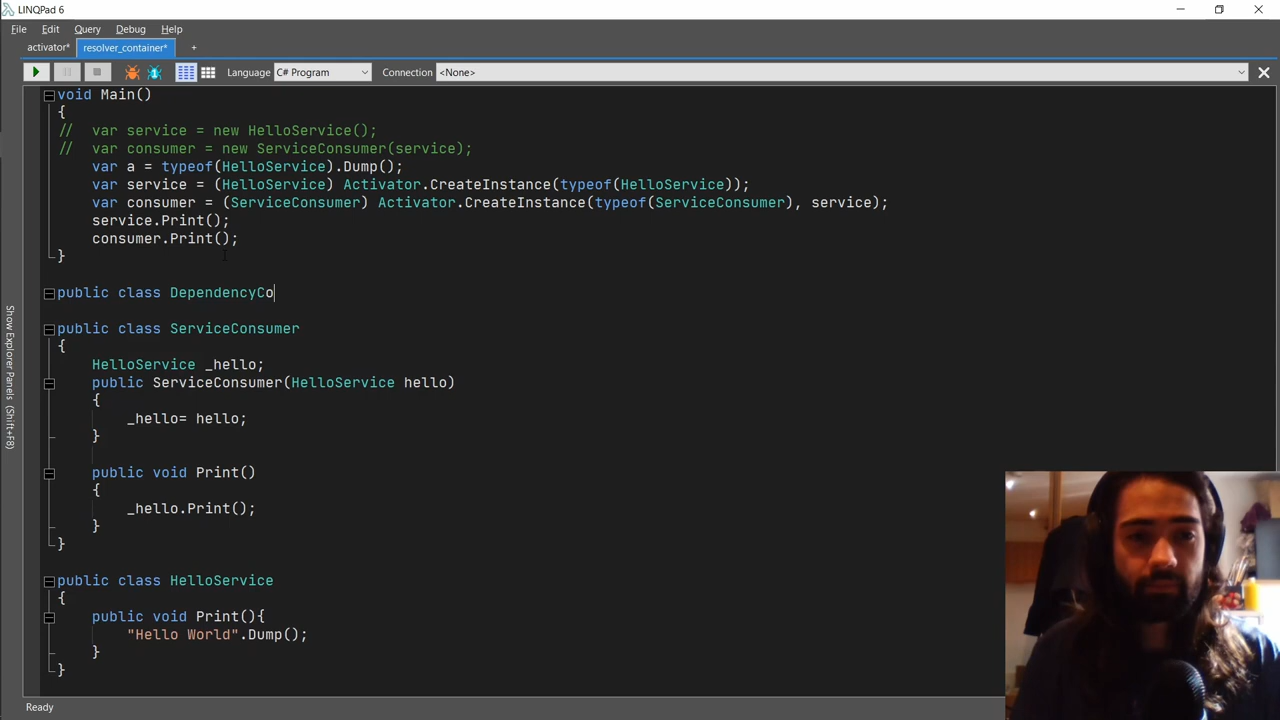 LINQPad 6
File Edit Query Debug Help
activator* resolver_container* +
Language C# Program Connection <None>
void Main()
{
// var service = new HelloService();
// var consumer = new ServiceConsumer(service);
var a = typeof(HelloService).Dump();
var service = (HelloService) Activator.CreateInstance(typeof(HelloService));
var consumer = (ServiceConsumer) Activator.CreateInstance(typeof(ServiceConsumer), service);
service.Print();
consumer.Print();
}
public class DependencyCo
public class ServiceConsumer
{
HelloService _hello;
public ServiceConsumer(HelloService hello)
{
_hello= hello;
}
public void Print()
{
_hello.Print();
}
}
public class HelloService
{
public void Print(){
"Hello World".Dump();
}
}
Show Explorer Panels (Shift+F8)
Ready